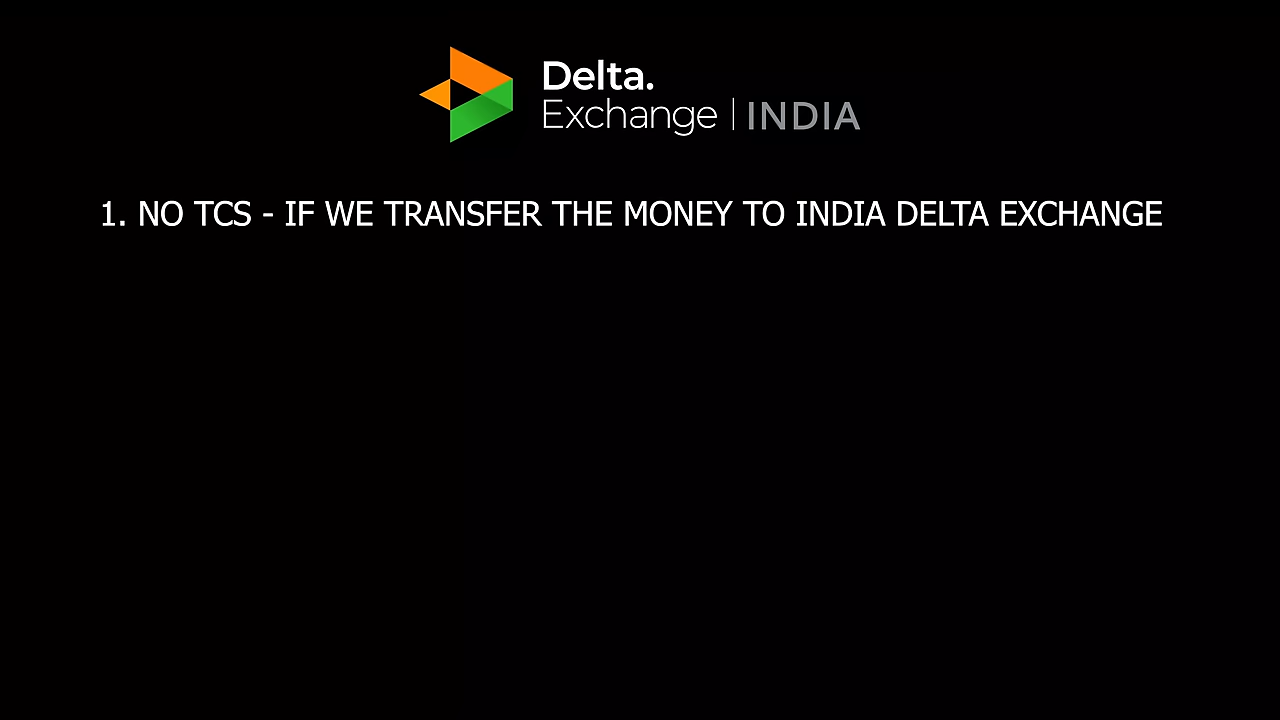 Delta.
Exchange | INDIA
1. NO TCS - IF WE TRANSFER THE MONEY TO INDIA DELTA EXCHANGE